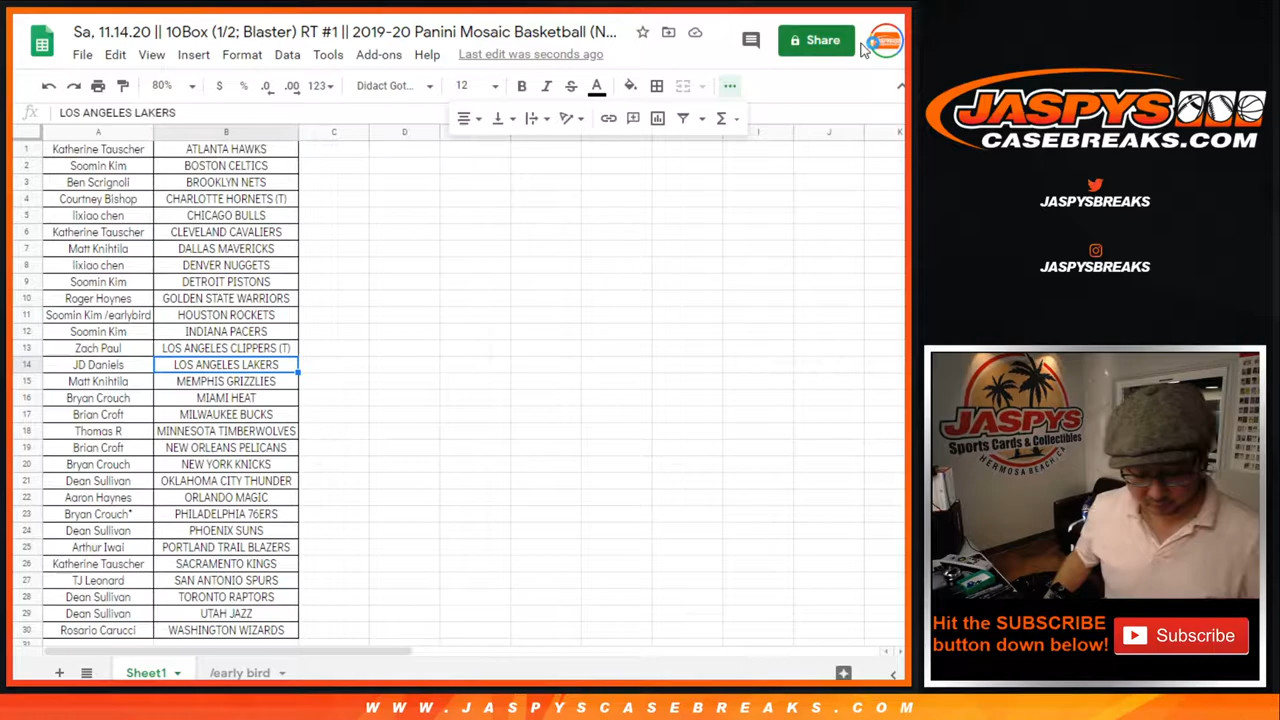 Sa, 11.14.20 || 10Box (1/2; Blaster) RT #1 || 2019-20 Panini Mosaic Basketball (N...
Share
File Edit View Insert Format Data Tools Add-ons Help Last edit was seconds ago
80% $ % .0 .00 123 Didact Got... 12 B I S A
fx LOS ANGELES LAKERS
A B C D I J K
1 Katherine Tauscher ATLANTA HAWKS
2 Soomin Kim BOSTON CELTICS
3 Ben Scrignoli BROOKLYN NETS
4 Courtney Bishop CHARLOTTE HORNETS (T)
5 lixiao chen CHICAGO BULLS
6 Katherine Tauscher CLEVELAND CAVALIERS
7 Matt Knihtila DALLAS MAVERICKS
8 lixiao chen DENVER NUGGETS
9 Soomin Kim DETROIT PISTONS
10 Roger Hoynes GOLDEN STATE WARRIORS
11 Soomin Kim /earlybird HOUSTON ROCKETS
12 Soomin Kim INDIANA PACERS
13 Zach Paul LOS ANGELES CLIPPERS (T)
14 JD Daniels LOS ANGELES LAKERS
15 Matt Knihtila MEMPHIS GRIZZLIES
16 Bryan Crouch MIAMI HEAT
17 Brian Croft MILWAUKEE BUCKS
18 Thomas R MINNESOTA TIMBERWOLVES
19 Brian Croft NEW ORLEANS PELICANS
20 Bryan Crouch NEW YORK KNICKS
21 Dean Sullivan OKLAHOMA CITY THUNDER
22 Aaron Haynes ORLANDO MAGIC
23 Bryan Crouch* PHILADELPHIA 76ERS
24 Dean Sullivan PHOENIX SUNS
25 Arthur Iwai PORTLAND TRAIL BLAZERS
26 Katherine Tauscher SACRAMENTO KINGS
27 TJ Leonard SAN ANTONIO SPURS
28 Dean Sullivan TORONTO RAPTORS
29 Dean Sullivan UTAH JAZZ
30 Rosario Carucci WASHINGTON WIZARDS
31
Sheet1 /early bird
JASPYS
CASEBREAKS.COM
JASPYSBREAKS
JASPYSBREAKS
JASPYS
Sports Cards & Collectibles
HERMOSA BEACH, CA
Hit the SUBSCRIBE
button down below!
Subscribe
WWW.JASPYSCASEBREAKS.COM